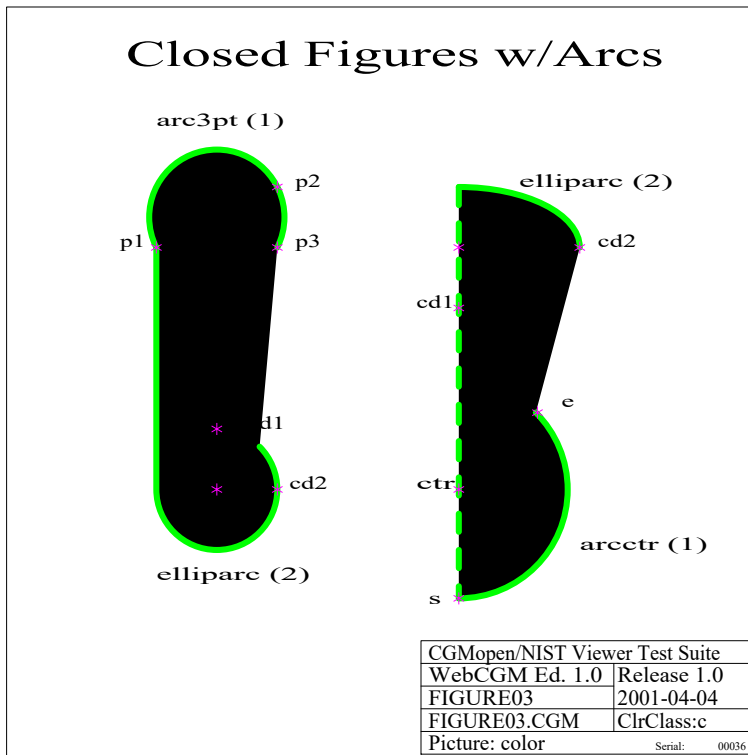 Closed Figures w/Arcs
arc3pt (1)
p2
p1
p3
d1
cd2
elliparc (2)
elliparc (2)
cd2
cd1
e
ctr
arcctr (1)
s
CGMopen/NIST Viewer Test Suite
WebCGM Ed. 1.0 Release 1.0
FIGURE03 2001-04-04
FIGURE03.CGM ClrClass:c
Picture: color Serial: 00036